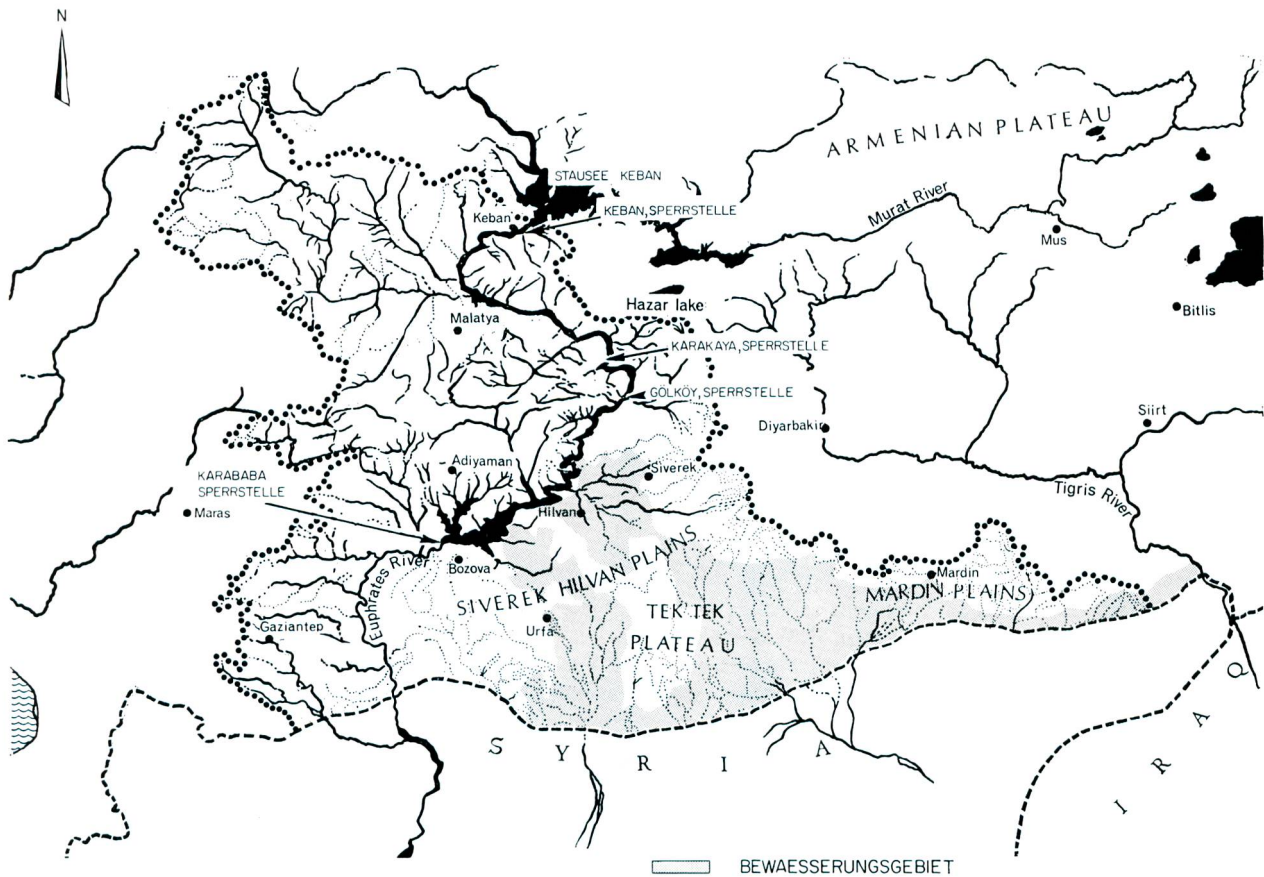 N
ARMENIAN PLATEAU
STAUSEE KEBAN
Keban
KEBAN, SPERRSTELLE
Murat River
Mus
Hazar lake
Bitlis
Malatya
KARAKAYA, SPERRSTELLE
GÖLKÖY, SPERRSTELLE
Siirt
Diyarbakir
Adiyaman
Siverek
KARABABA
SPERRSTELLE
Tigris River
Maras
Hilvan
Bozova
Euphrates River
SIVEREK HILVAN PLAINS
Mardin
MARDIN PLAINS
TEK TEK
PLATEAU
Gaziantep
Urfa
SYRIA
IRAQ
BEWAESSERUNGSGEBIET